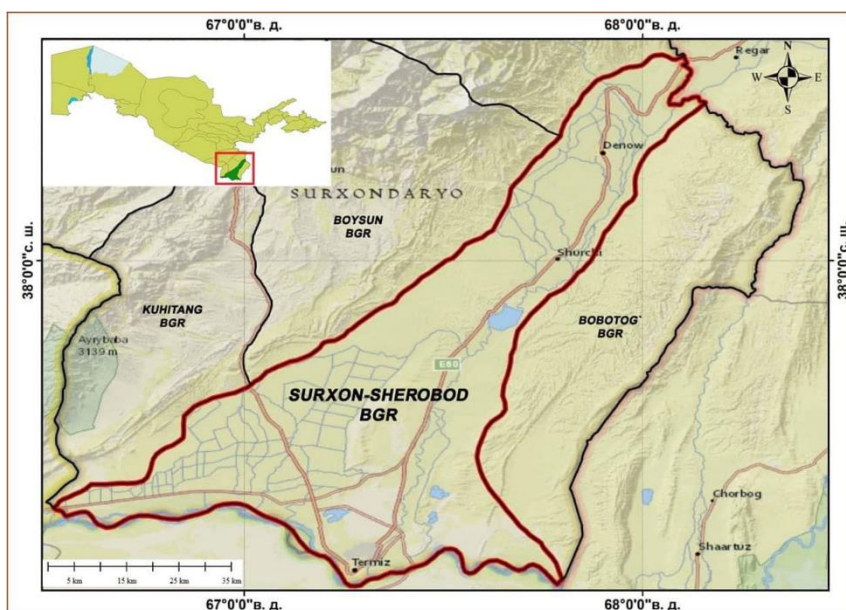 67°0'0"в. д.
68°0'0"в. д.
Regar
N
W E
S
Denow
SURXONDARYO
BOYSUN
BGR
38°0'0"с. ш.
38°0'0"с. ш.
Shurchi
KUHITANG
BGR
BOBOTOG`
BGR
Ayrybaba
3139 m
E60
SURXON-SHEROBOD
BGR
Chorbog
Shaartuz
Termiz
5 km 15 km 25 km 35 km
67°0'0"в. д.
68°0'0"в. д.